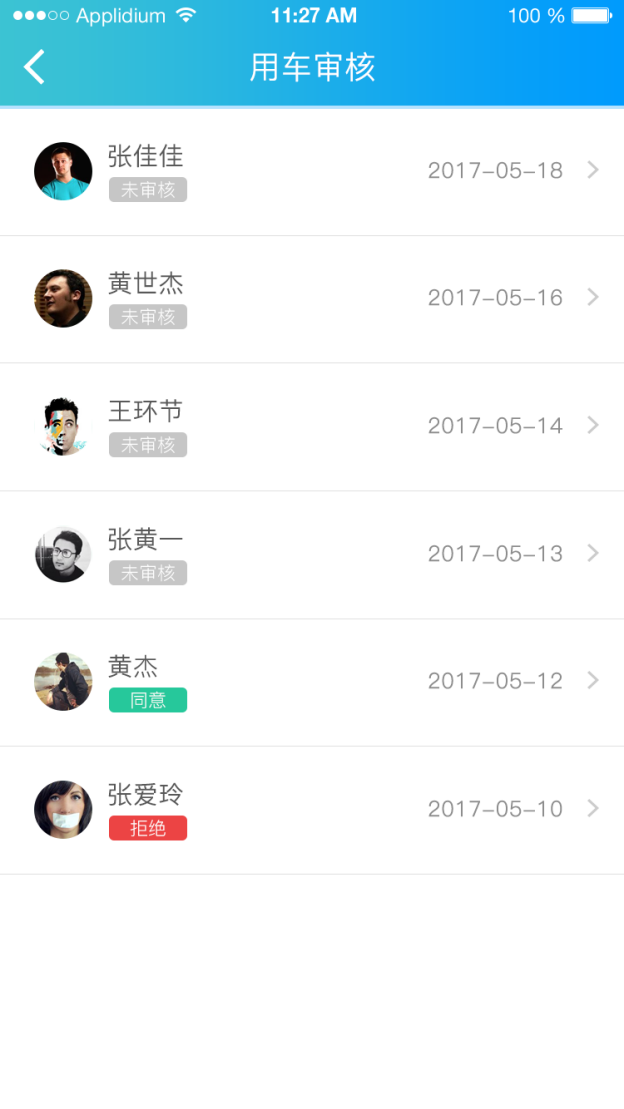 Applidium 11:27 AM 100 %
用车审核
张佳佳
未审核
2017-05-18
黄世杰
未审核
2017-05-16
王环节
未审核
2017-05-14
张黄一
未审核
2017-05-13
黄杰
同意
2017-05-12
张爱玲
拒绝
2017-05-10